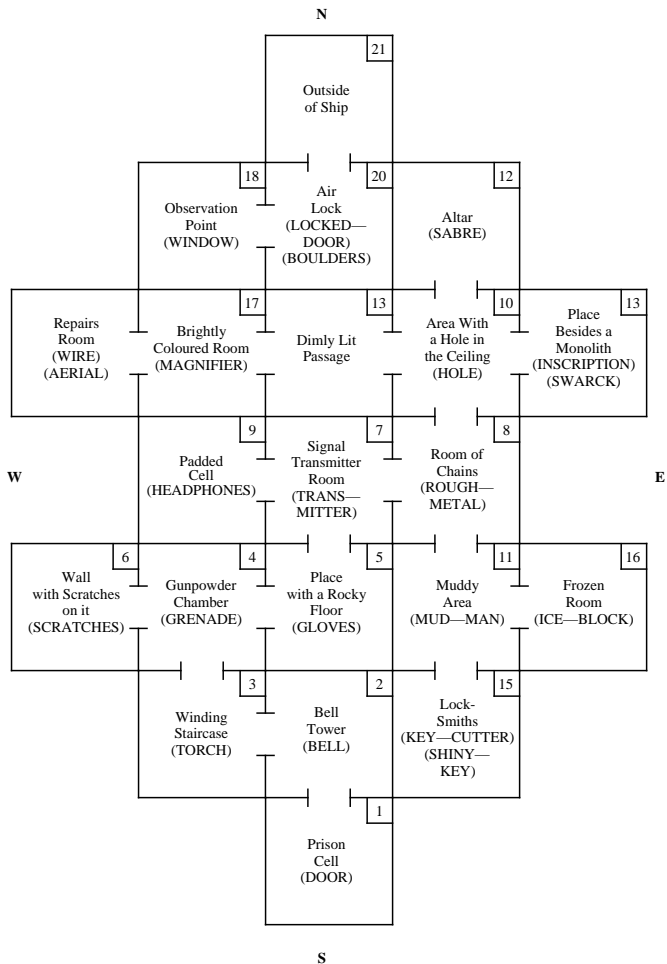 N
21
Outside
of Ship
18
Observation
Point
(WINDOW)
20
Air
Lock
(LOCKED—
DOOR)
(BOULDERS)
12
Altar
(SABRE)
Repairs
Room
(WIRE)
(AERIAL)
17
Brightly
Coloured Room
(MAGNIFIER)
13
Dimly Lit
Passage
10
Area With
a Hole in
the Ceiling
(HOLE)
13
Place
Besides a
Monolith
(INSCRIPTION)
(SWARCK)
W
9
Padded
Cell
(HEADPHONES)
7
Signal
Transmitter
Room
(TRANS—
MITTER)
8
Room of
Chains
(ROUGH—
METAL)
E
6
Wall
with Scratches
on it
(SCRATCHES)
4
Gunpowder
Chamber
(GRENADE)
5
Place
with a Rocky
Floor
(GLOVES)
11
Muddy
Area
(MUD—MAN)
16
Frozen
Room
(ICE—BLOCK)
3
Winding
Staircase
(TORCH)
2
Bell
Tower
(BELL)
15
Lock-
Smiths
(KEY—CUTTER)
(SHINY—
KEY)
1
Prison
Cell
(DOOR)
S